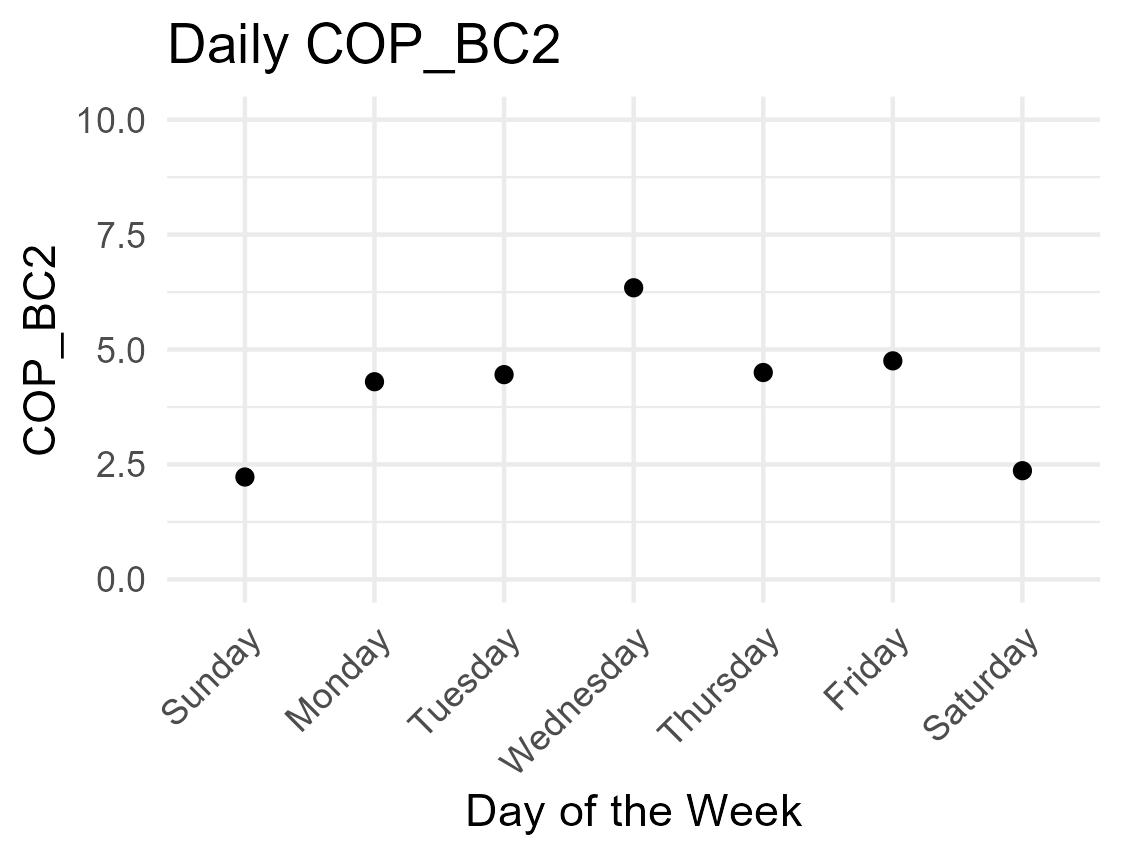 Daily COP_BC2
COP_BC2
10.0
7.5
5.0
2.5
0.0
Sunday
Monday
Tuesday
Wednesday
Thursday
Friday
Saturday
Day of the Week